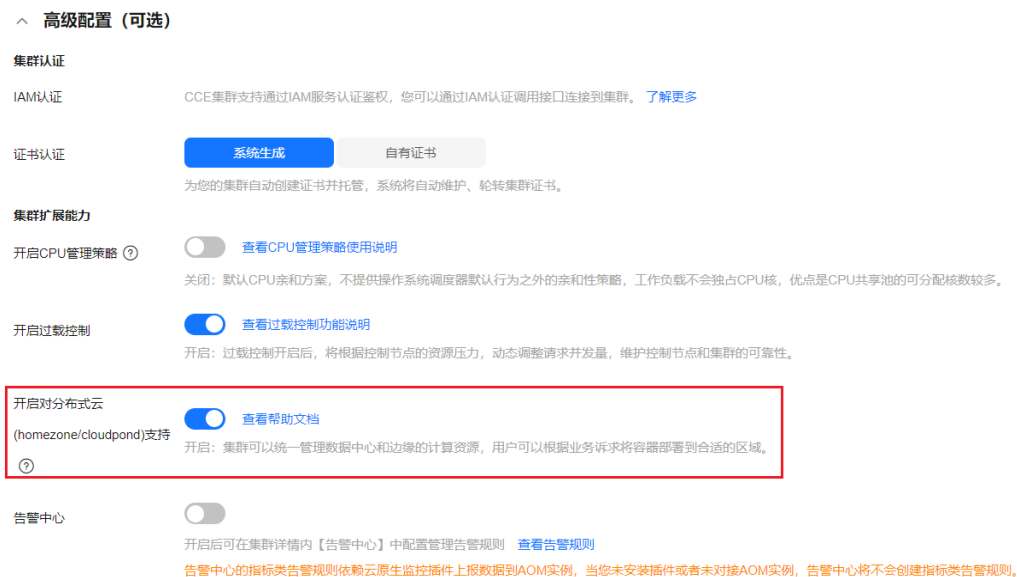 高级配置（可选）
集群认证
IAM认证
CCE集群支持通过IAM服务认证鉴权，您可以通过IAM认证调用接口连接到集群。 了解更多
证书认证
系统生成
自有证书
为您的集群自动创建证书并托管，系统将自动维护、轮转集群证书。
集群扩展能力
开启CPU管理策略 ?
查看CPU管理策略使用说明
关闭：默认CPU亲和方案，不提供操作系统调度器默认行为之外的亲和性策略，工作负载不会独占CPU核，优点是CPU共享池的可分配核数较多。
开启过载控制
查看过载控制功能说明
开启：过载控制开启后，将根据控制节点的资源压力，动态调整请求并发量，维护控制节点和集群的可靠性。
开启对分布式云
(homezone/cloudpond)支持
?
查看帮助文档
开启：集群可以统一管理数据中心和边缘的计算资源，用户可以根据业务诉求将容器部署到合适的区域。
告警中心
开启后可在集群详情内【告警中心】中配置管理告警规则 查看告警规则
告警中心的指标类告警规则依赖云原生监控插件上报数据到AOM实例，当您未安装插件或者未对接AOM实例，告警中心将不会创建指标类告警规则。